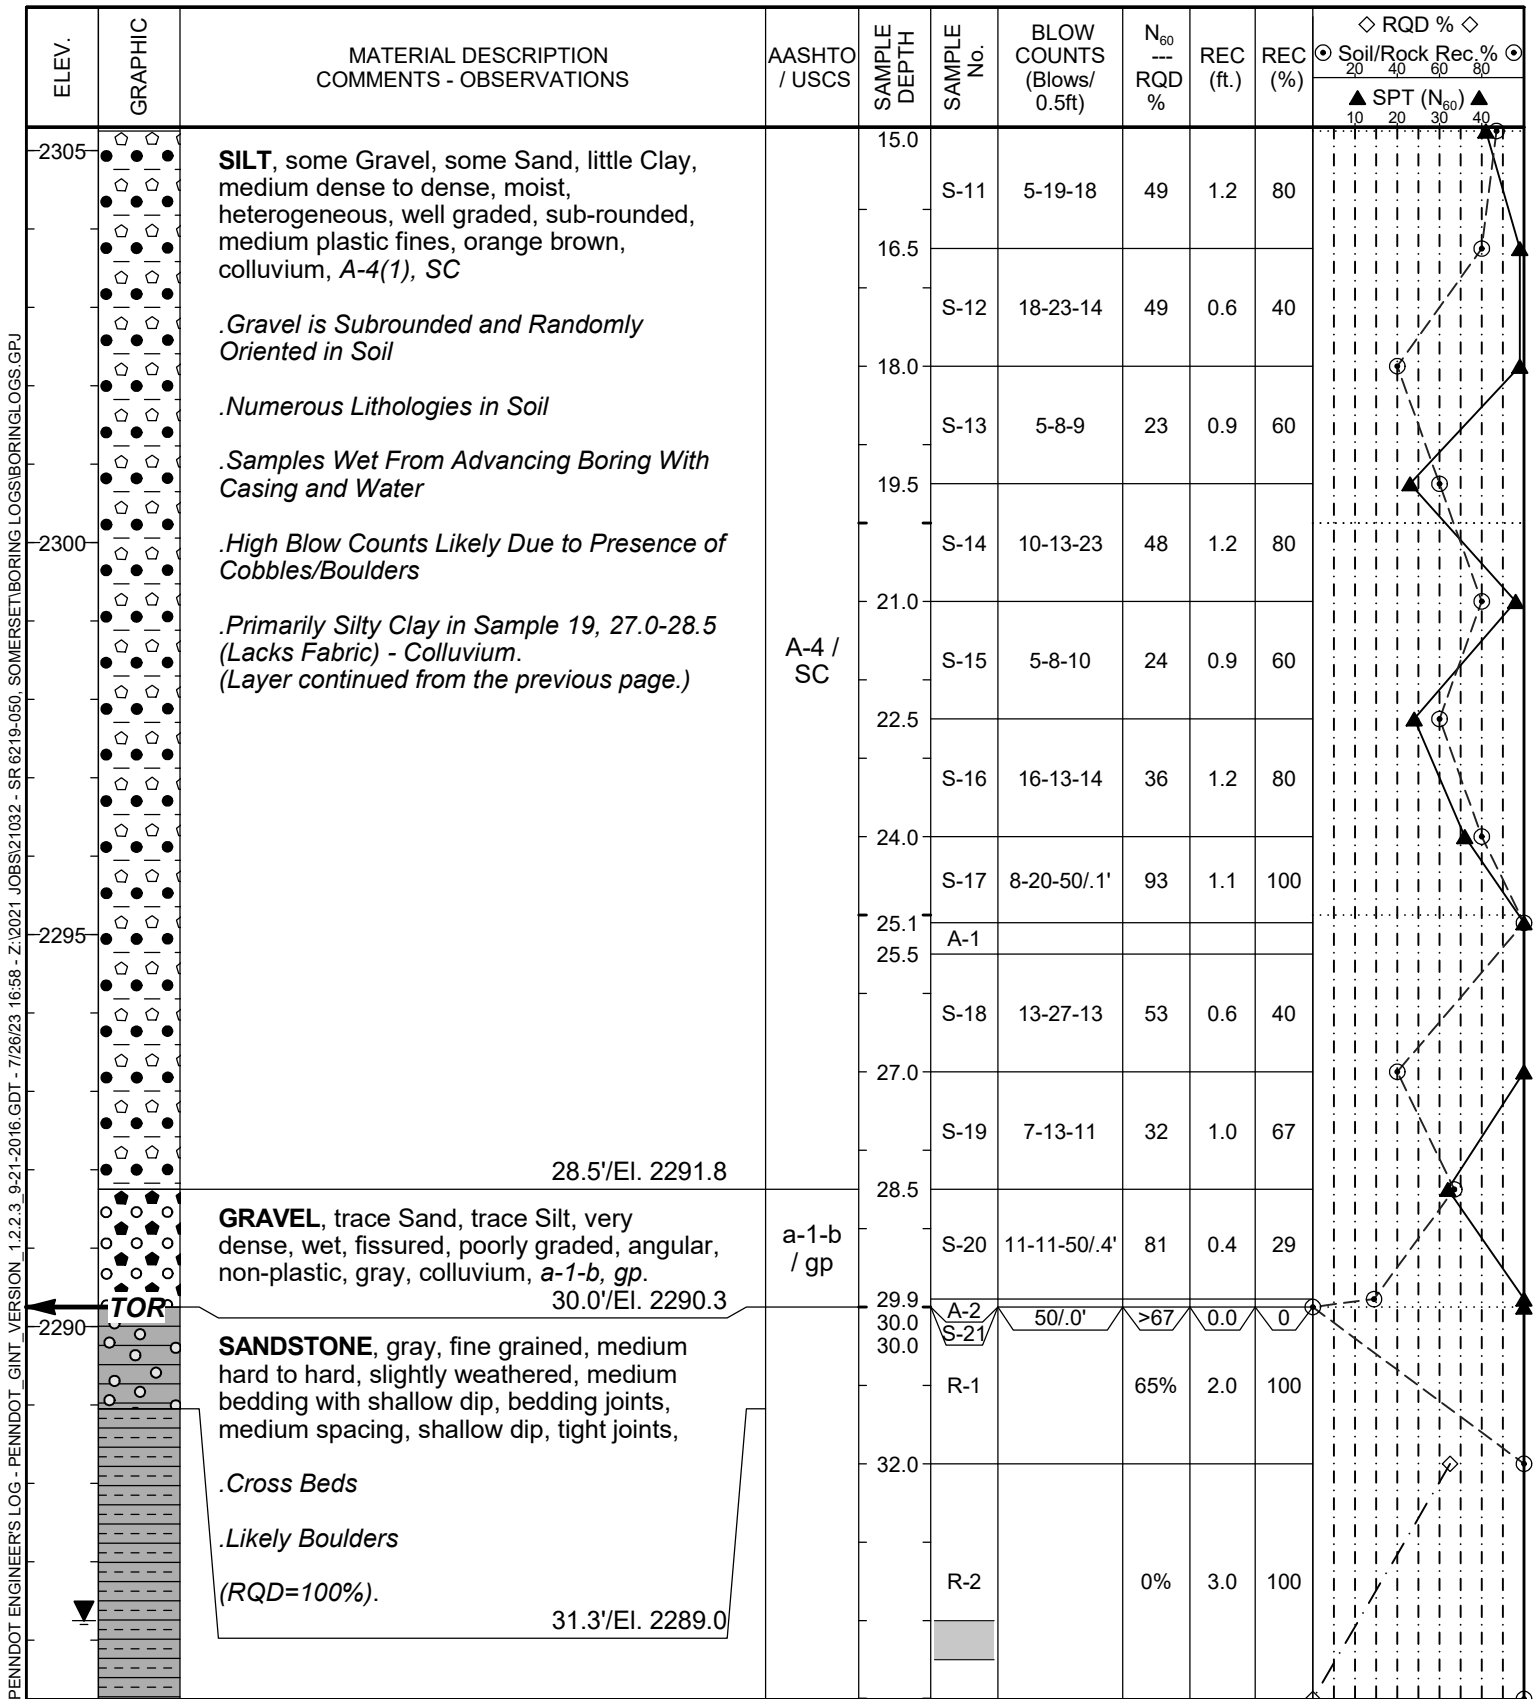 ELEV.
GRAPHIC
MATERIAL DESCRIPTION
COMMENTS - OBSERVATIONS
AASHTO
/ USCS
SAMPLE
DEPTH
SAMPLE
No.
BLOW
COUNTS
(Blows/
0.5ft)
N60
---
RQD
%
REC
(ft.)
REC
(%)
◇ RQD % ◇
Soil/Rock Rec.%
20 40 60 80
▲ SPT (N60) ▲
10 20 30 40
2305
2300
2295
2290
TOR
SILT, some Gravel, some Sand, little Clay,
medium dense to dense, moist,
heterogeneous, well graded, sub-rounded,
medium plastic fines, orange brown,
colluvium, A-4(1), SC
.Gravel is Subrounded and Randomly
Oriented in Soil
.Numerous Lithologies in Soil
.Samples Wet From Advancing Boring With
Casing and Water
.High Blow Counts Likely Due to Presence of
Cobbles/Boulders
.Primarily Silty Clay in Sample 19, 27.0-28.5
(Lacks Fabric) - Colluvium.
(Layer continued from the previous page.)
28.5'/El. 2291.8
A-4 /
SC
GRAVEL, trace Sand, trace Silt, very
dense, wet, fissured, poorly graded, angular,
non-plastic, gray, colluvium, a-1-b, gp.
30.0'/El. 2290.3
a-1-b
/ gp
SANDSTONE, gray, fine grained, medium
hard to hard, slightly weathered, medium
bedding with shallow dip, bedding joints,
medium spacing, shallow dip, tight joints,
.Cross Beds
.Likely Boulders
(RQD=100%).
31.3'/El. 2289.0
15.0
S-11 5-19-18 49 1.2 80
16.5
S-12 18-23-14 49 0.6 40
18.0
S-13 5-8-9 23 0.9 60
19.5
S-14 10-13-23 48 1.2 80
21.0
S-15 5-8-10 24 0.9 60
22.5
S-16 16-13-14 36 1.2 80
24.0
S-17 8-20-50/.1' 93 1.1 100
25.1
A-1
25.5
S-18 13-27-13 53 0.6 40
27.0
S-19 7-13-11 32 1.0 67
28.5
S-20 11-11-50/.4' 81 0.4 29
29.9
A-2
30.0
S-21 50/.0' >67 0.0 0
30.0
R-1 65% 2.0 100
32.0
R-2 0% 3.0 100
PENNDOT ENGINEER'S LOG - PENNDOT_GINT_VERSION_1.2.2.3_9-21-2016.GDT - 7/26/23 16:58 - Z:\2021 JOBS\21032 - SR 6219-050, SOMERSET\BORING LOGS\BORINGLOGS.GPJ